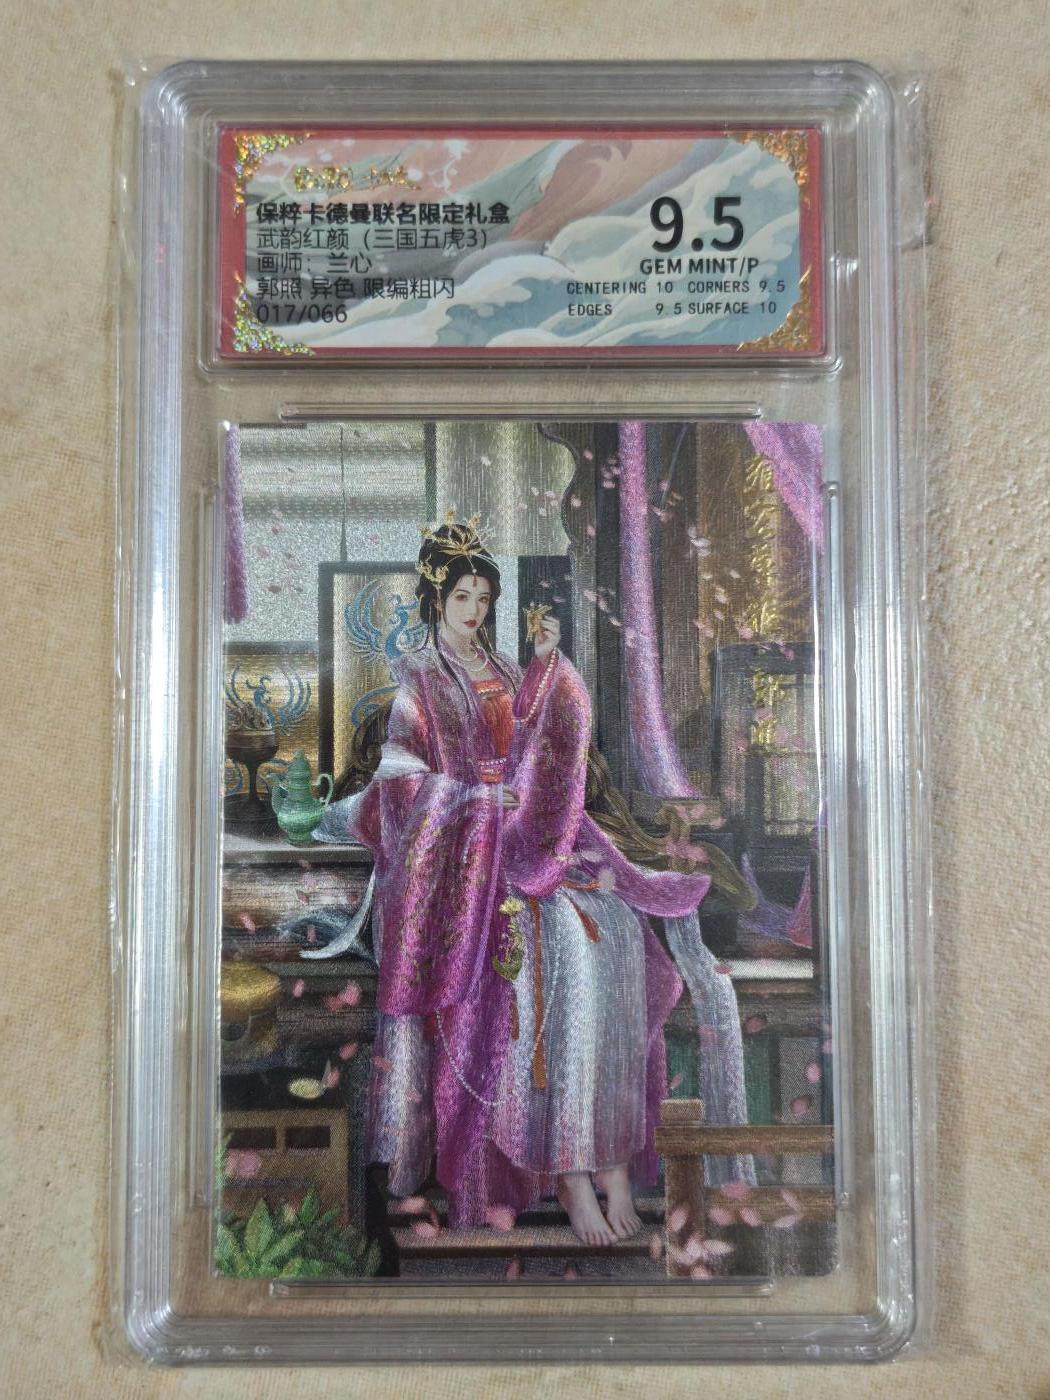 保粹卡德曼联名限定礼盒
武韵红颜（三国五虎3）
画师：兰心
郭照 异色 眼编粗闪
017/066
9.5
GEM MINT/P
CENTERING 10 CORNERS 9.5
EDGES 9.5 SURFACE 10